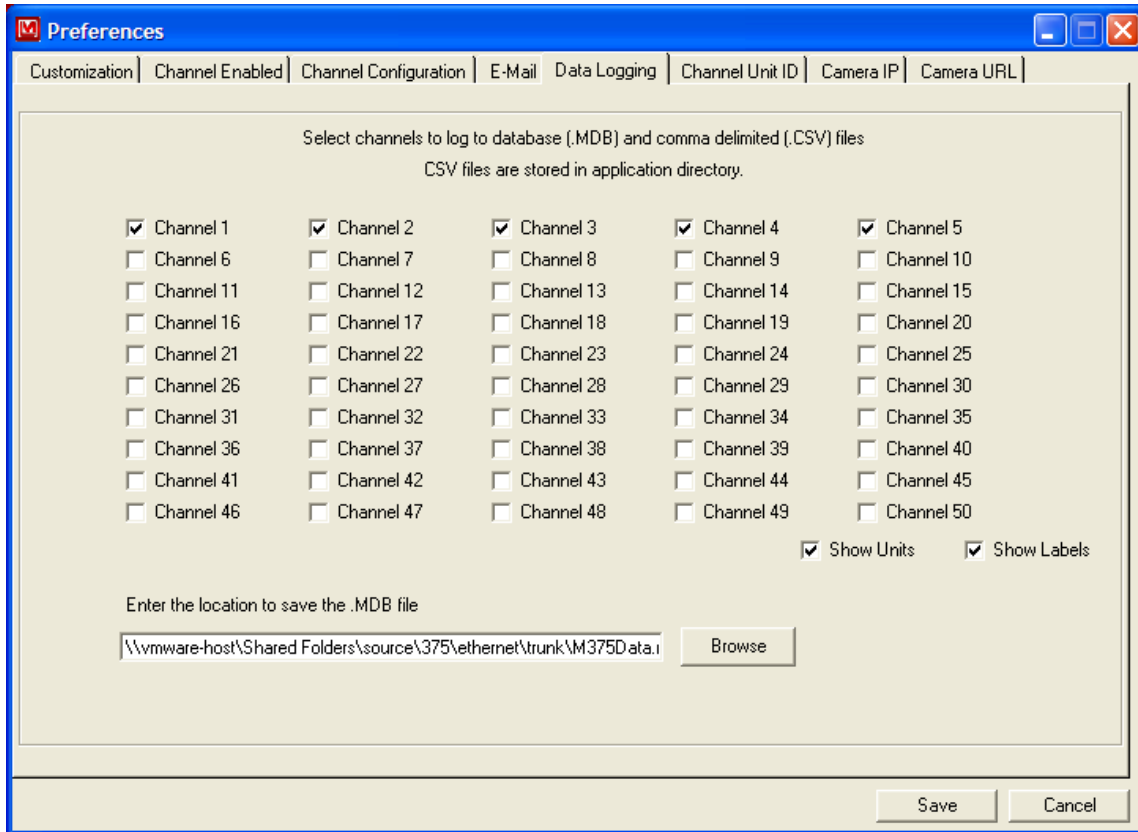 Preferences
Customization Channel Enabled Channel Configuration E-Mail Data Logging Channel Unit ID Camera IP Camera URL
Select channels to log to database (.MDB) and comma delimited (.CSV) files
CSV files are stored in application directory.
Channel 1 Channel 2 Channel 3 Channel 4 Channel 5
Channel 6 Channel 7 Channel 8 Channel 9 Channel 10
Channel 11 Channel 12 Channel 13 Channel 14 Channel 15
Channel 16 Channel 17 Channel 18 Channel 19 Channel 20
Channel 21 Channel 22 Channel 23 Channel 24 Channel 25
Channel 26 Channel 27 Channel 28 Channel 29 Channel 30
Channel 31 Channel 32 Channel 33 Channel 34 Channel 35
Channel 36 Channel 37 Channel 38 Channel 39 Channel 40
Channel 41 Channel 42 Channel 43 Channel 44 Channel 45
Channel 46 Channel 47 Channel 48 Channel 49 Channel 50
Show Units Show Labels
Enter the location to save the .MDB file
\\vmware-host\Shared Folders\source\375\ethernet\trunk\M375Data.
Browse
Save Cancel